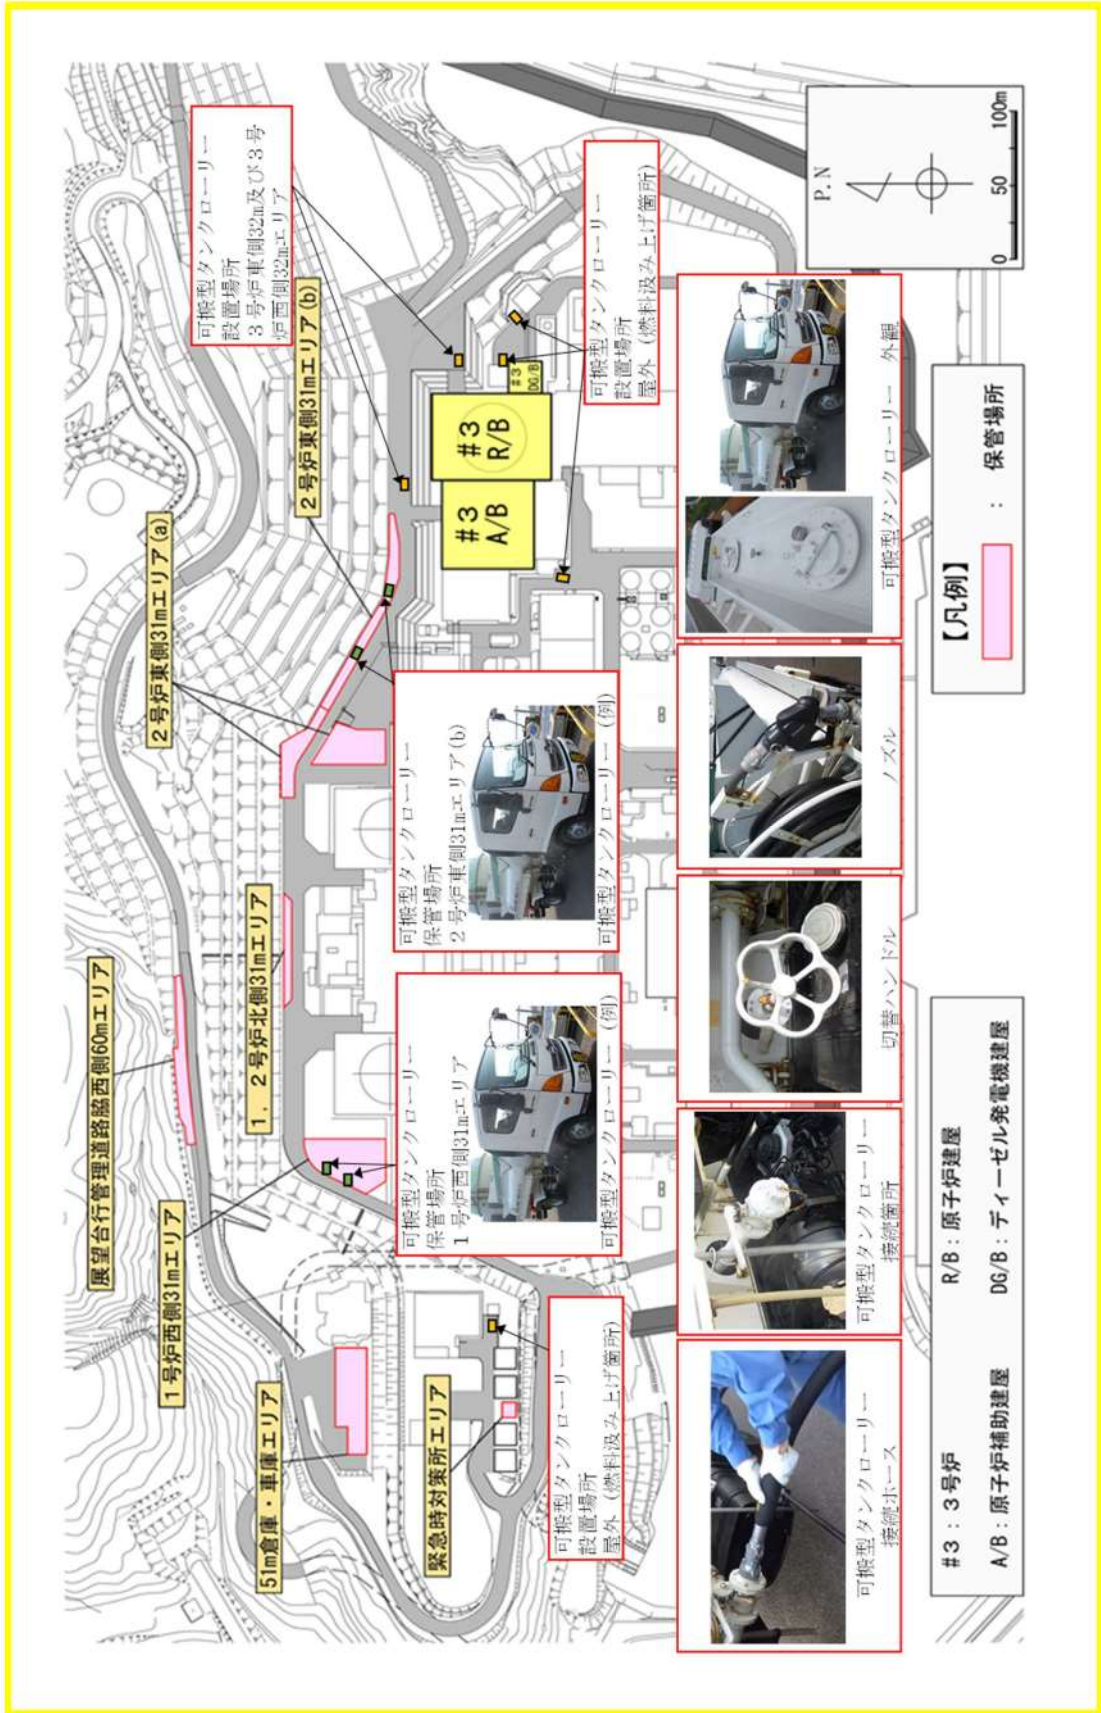 展望台行管理道路脇西側60mエリア
1号炉西側31mエリア
51m倉庫・車庫エリア
緊急時対策所エリア
1，2号炉北側31mエリア
2号炉東側31mエリア(a)
2号炉東側31mエリア(b)
可搬型タンクローリー
設置場所
3号炉東側32m及び3号
炉西側32mエリア
#3
A/B
#3
R/B
#3
DG/B
可搬型タンクローリー
設置場所
屋外（燃料汲み上げ箇所）
可搬型タンクローリー
保管場所
1号炉西側31mエリア
可搬型タンクローリー（例）
可搬型タンクローリー
保管場所
2号炉東側31mエリア(b)
可搬型タンクローリー（例）
可搬型タンクローリー
設置場所
屋外（燃料汲み上げ箇所）
P.N
0 50 100m
可搬型タンクローリー
接続ホース
可搬型タンクローリー
接続箇所
切替ハンドル
ノズル
可搬型タンクローリー 外観
#3：3号炉 R/B：原子炉建屋
A/B：原子炉補助建屋 DG/B：ディーゼル発電機建屋
【凡例】
： 保管場所